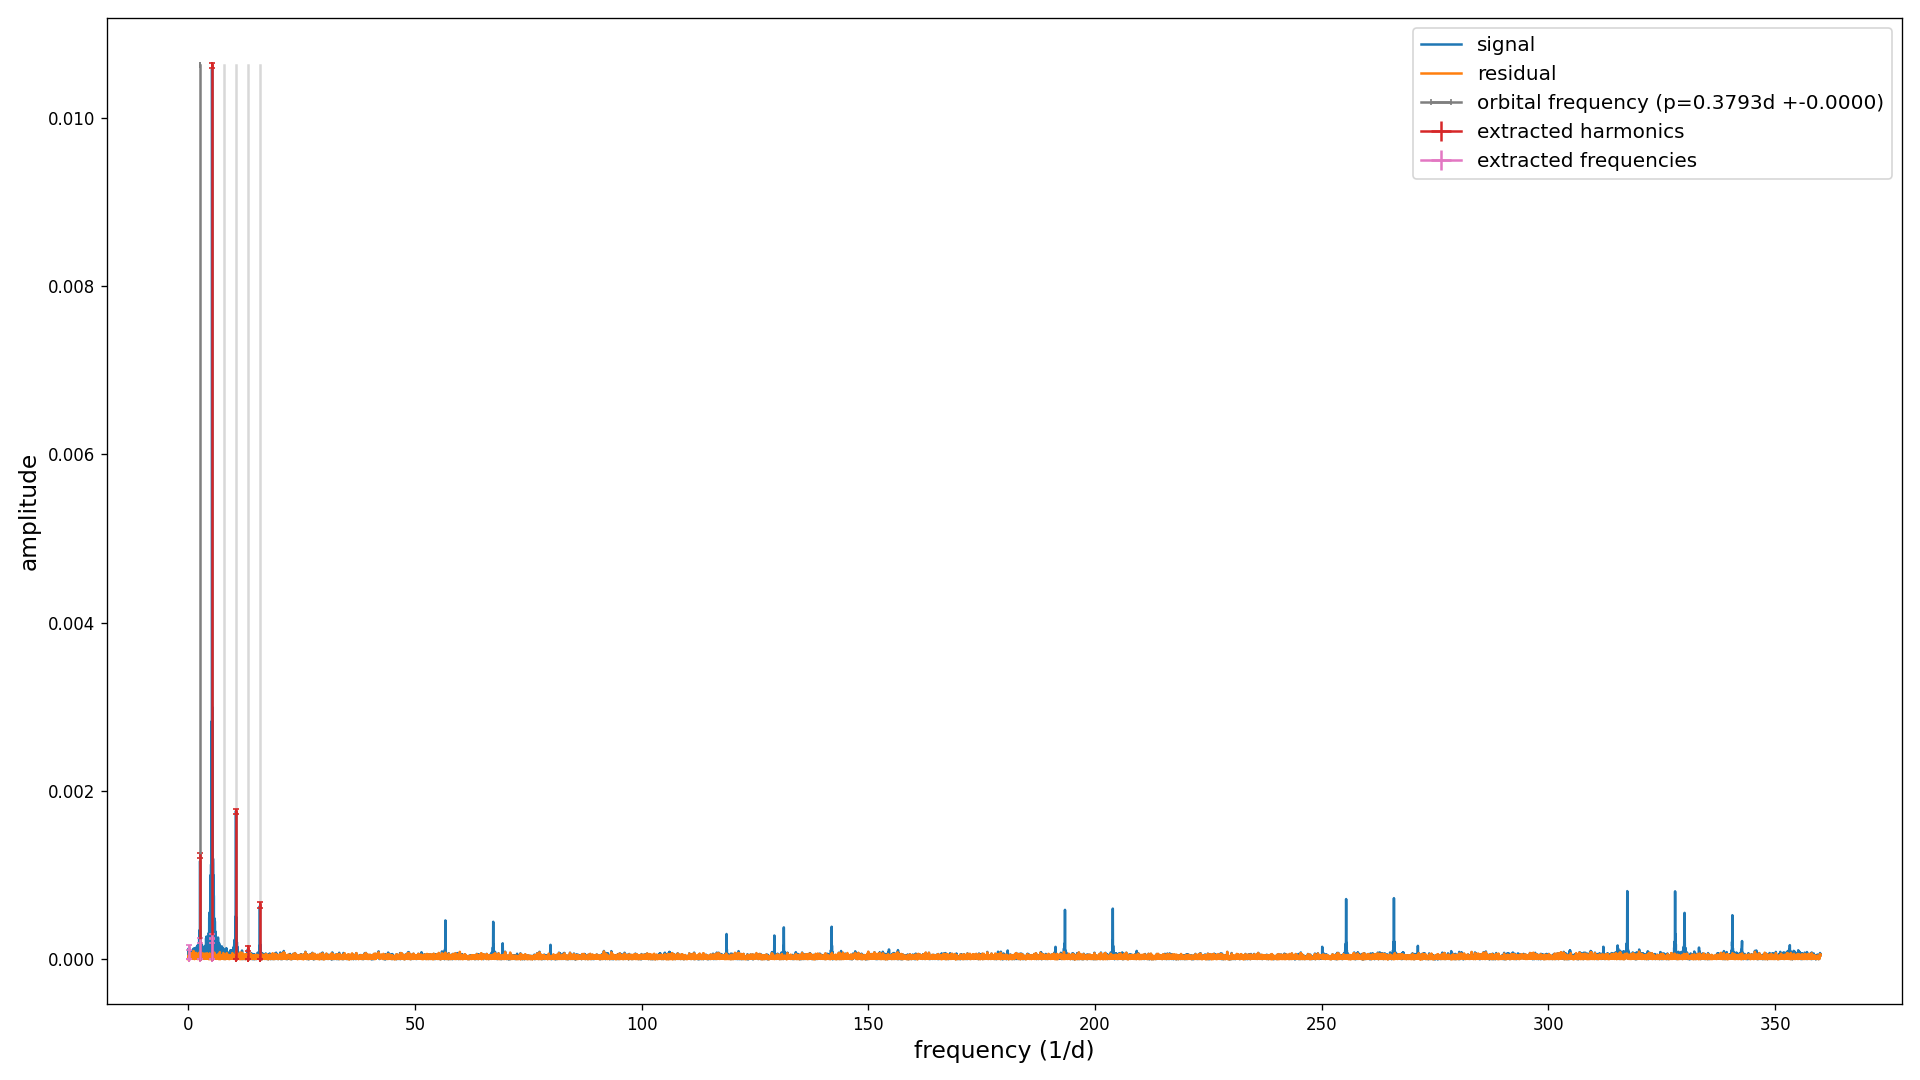 signal
residual
orbital frequency (p=0.3793d +-0.0000)
extracted harmonics
extracted frequencies
0.010
0.008
0.006
0.004
0.002
0.000
amplitude
0 50 100 150 200 250 300 350
frequency (1/d)